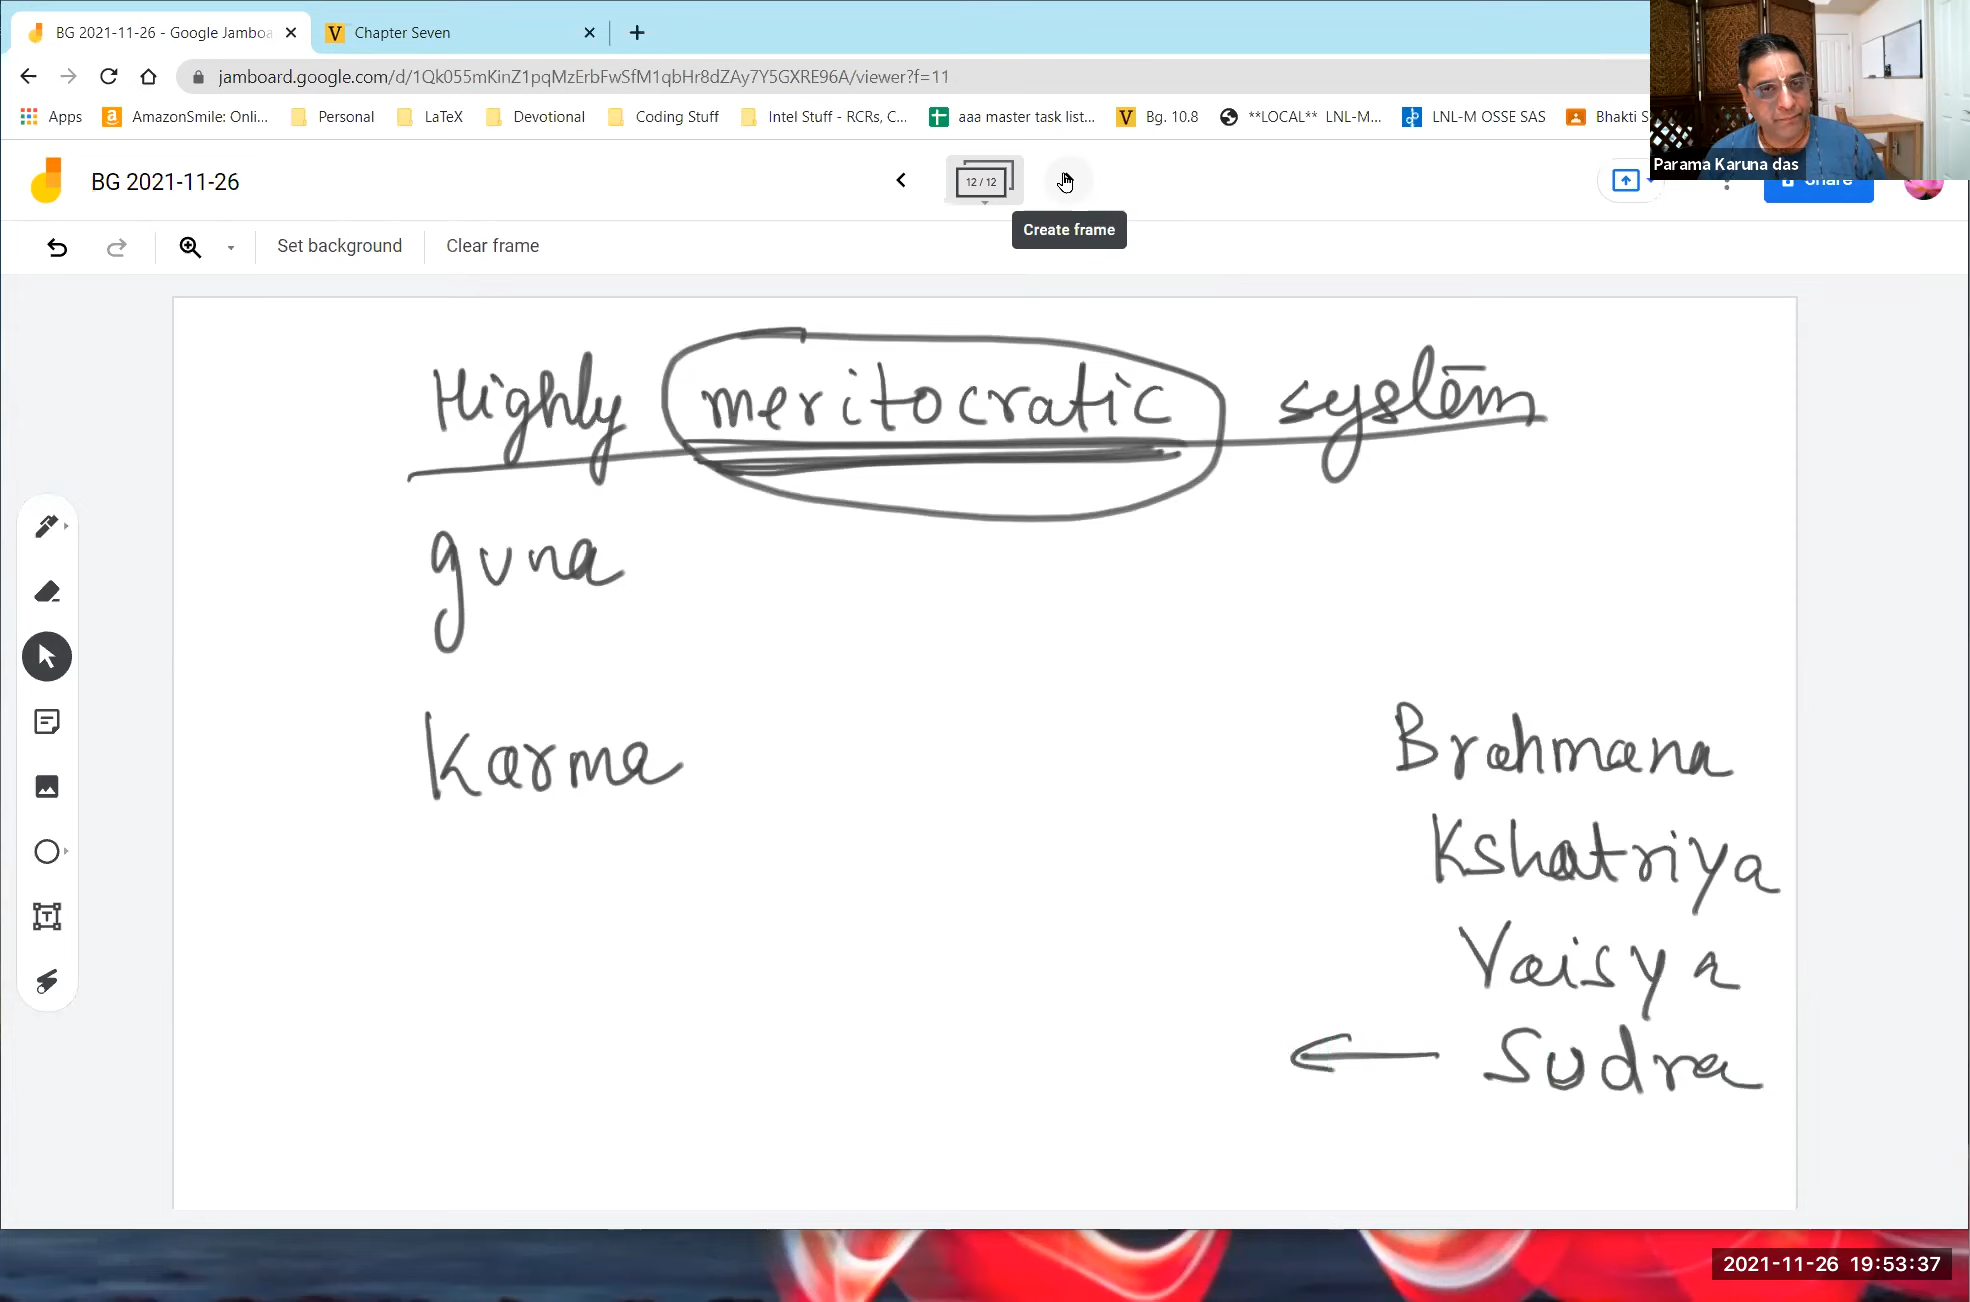 BG 2021-11-26 - Google Jamboa
Chapter Seven
jamboard.google.com/d/1Qk055mKinZ1pqMzErbFwSfM1qbHr8dZAy7Y5GXRE96A/viewer?f=11
Apps AmazonSmile: Onli... Personal LaTeX Devotional Coding Stuff Intel Stuff - RCRs, C... aaa master task list... Bg. 10.8 **LOCAL** LNL-M... LNL-M OSSE SAS Bhakti S
Parama Karuna das
BG 2021-11-26
12 / 12
Share
Create frame
Set background Clear frame
Highly meritocratic system
guna
Karma
Brahmana
Kshatriya
Vaisya
Sudra
2021-11-26 19:53:37